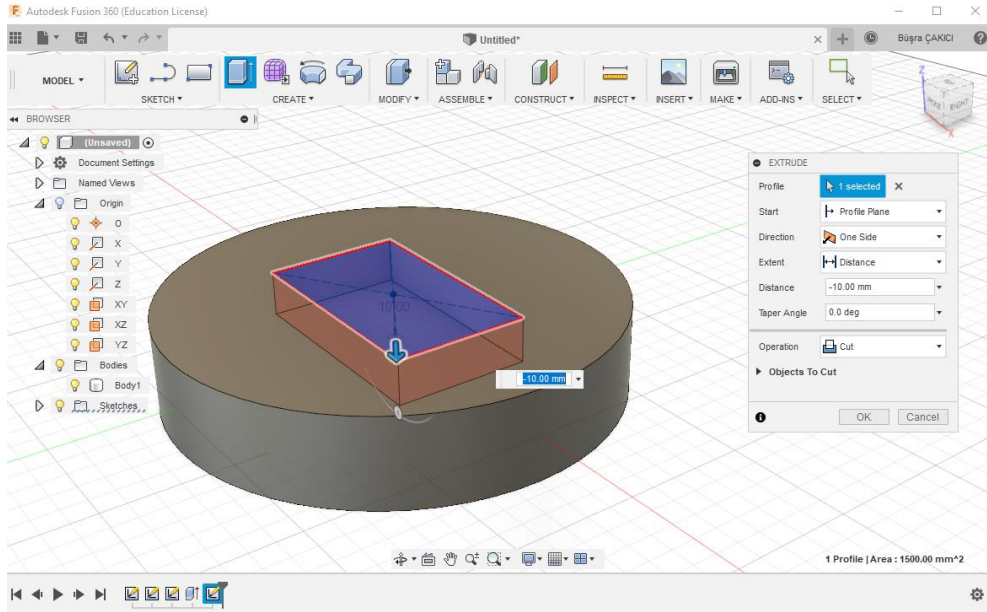 Autodesk Fusion 360 (Education License)
Untitled*
Büşra ÇAKICI
MODEL
SKETCH
CREATE
MODIFY
ASSEMBLE
CONSTRUCT
INSPECT
INSERT
MAKE
ADD-INS
SELECT
Z
RIGHT
X
BROWSER
(Unsaved)
Document Settings
Named Views
Origin
O
X
Y
Z
XY
XZ
YZ
Bodies
Body1
Sketches
EXTRUDE
Profile 1 selected
Start Profile Plane
Direction One Side
Extent Distance
Distance -10.00 mm
Taper Angle 0.0 deg
Operation Cut
Objects To Cut
OK Cancel
10.00
-10.00 mm
1 Profile | Area : 1500.00 mm^2